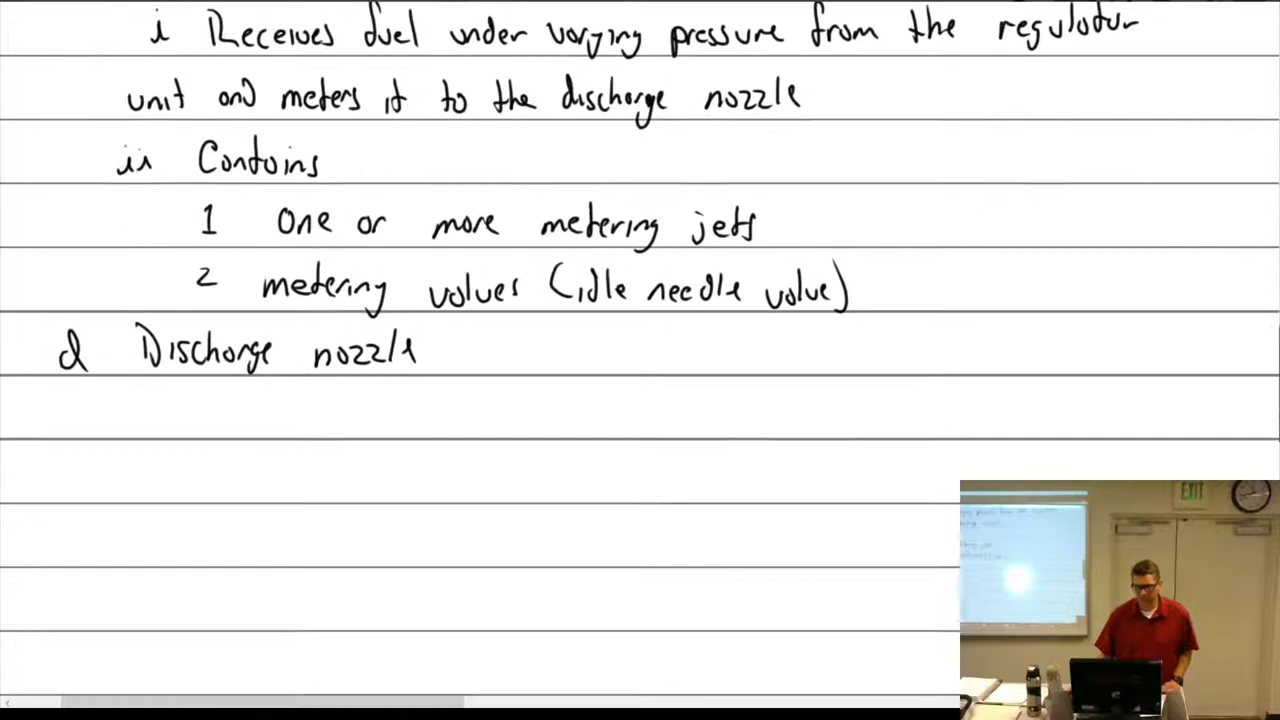 i Receives fuel under varying pressure from the regulator
unit and meters it to the discharge nozzle
ii Contains
1 One or more metering jets
2 metering valves (idle needle valve)
d Discharge nozzle
EXIT